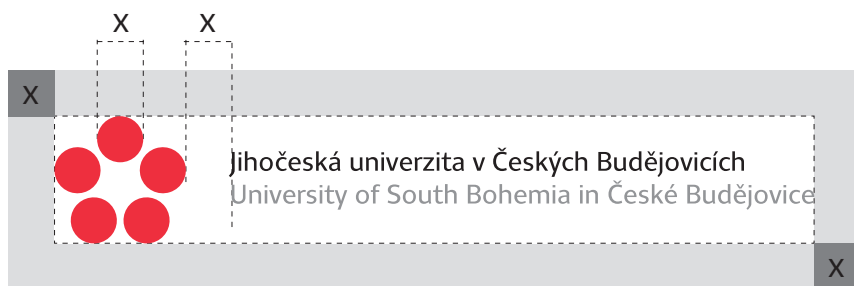 X X
X
Jihočeská univerzita v Českých Budějovicích
University of South Bohemia in České Budějovice
X